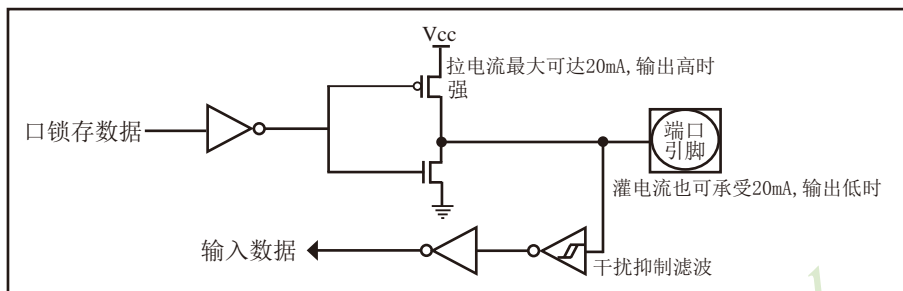 Vcc
拉电流最大可达20mA,输出高时
强
口锁存数据
端口
引脚
灌电流也可承受20mA,输出低时
输入数据
干扰抑制滤波